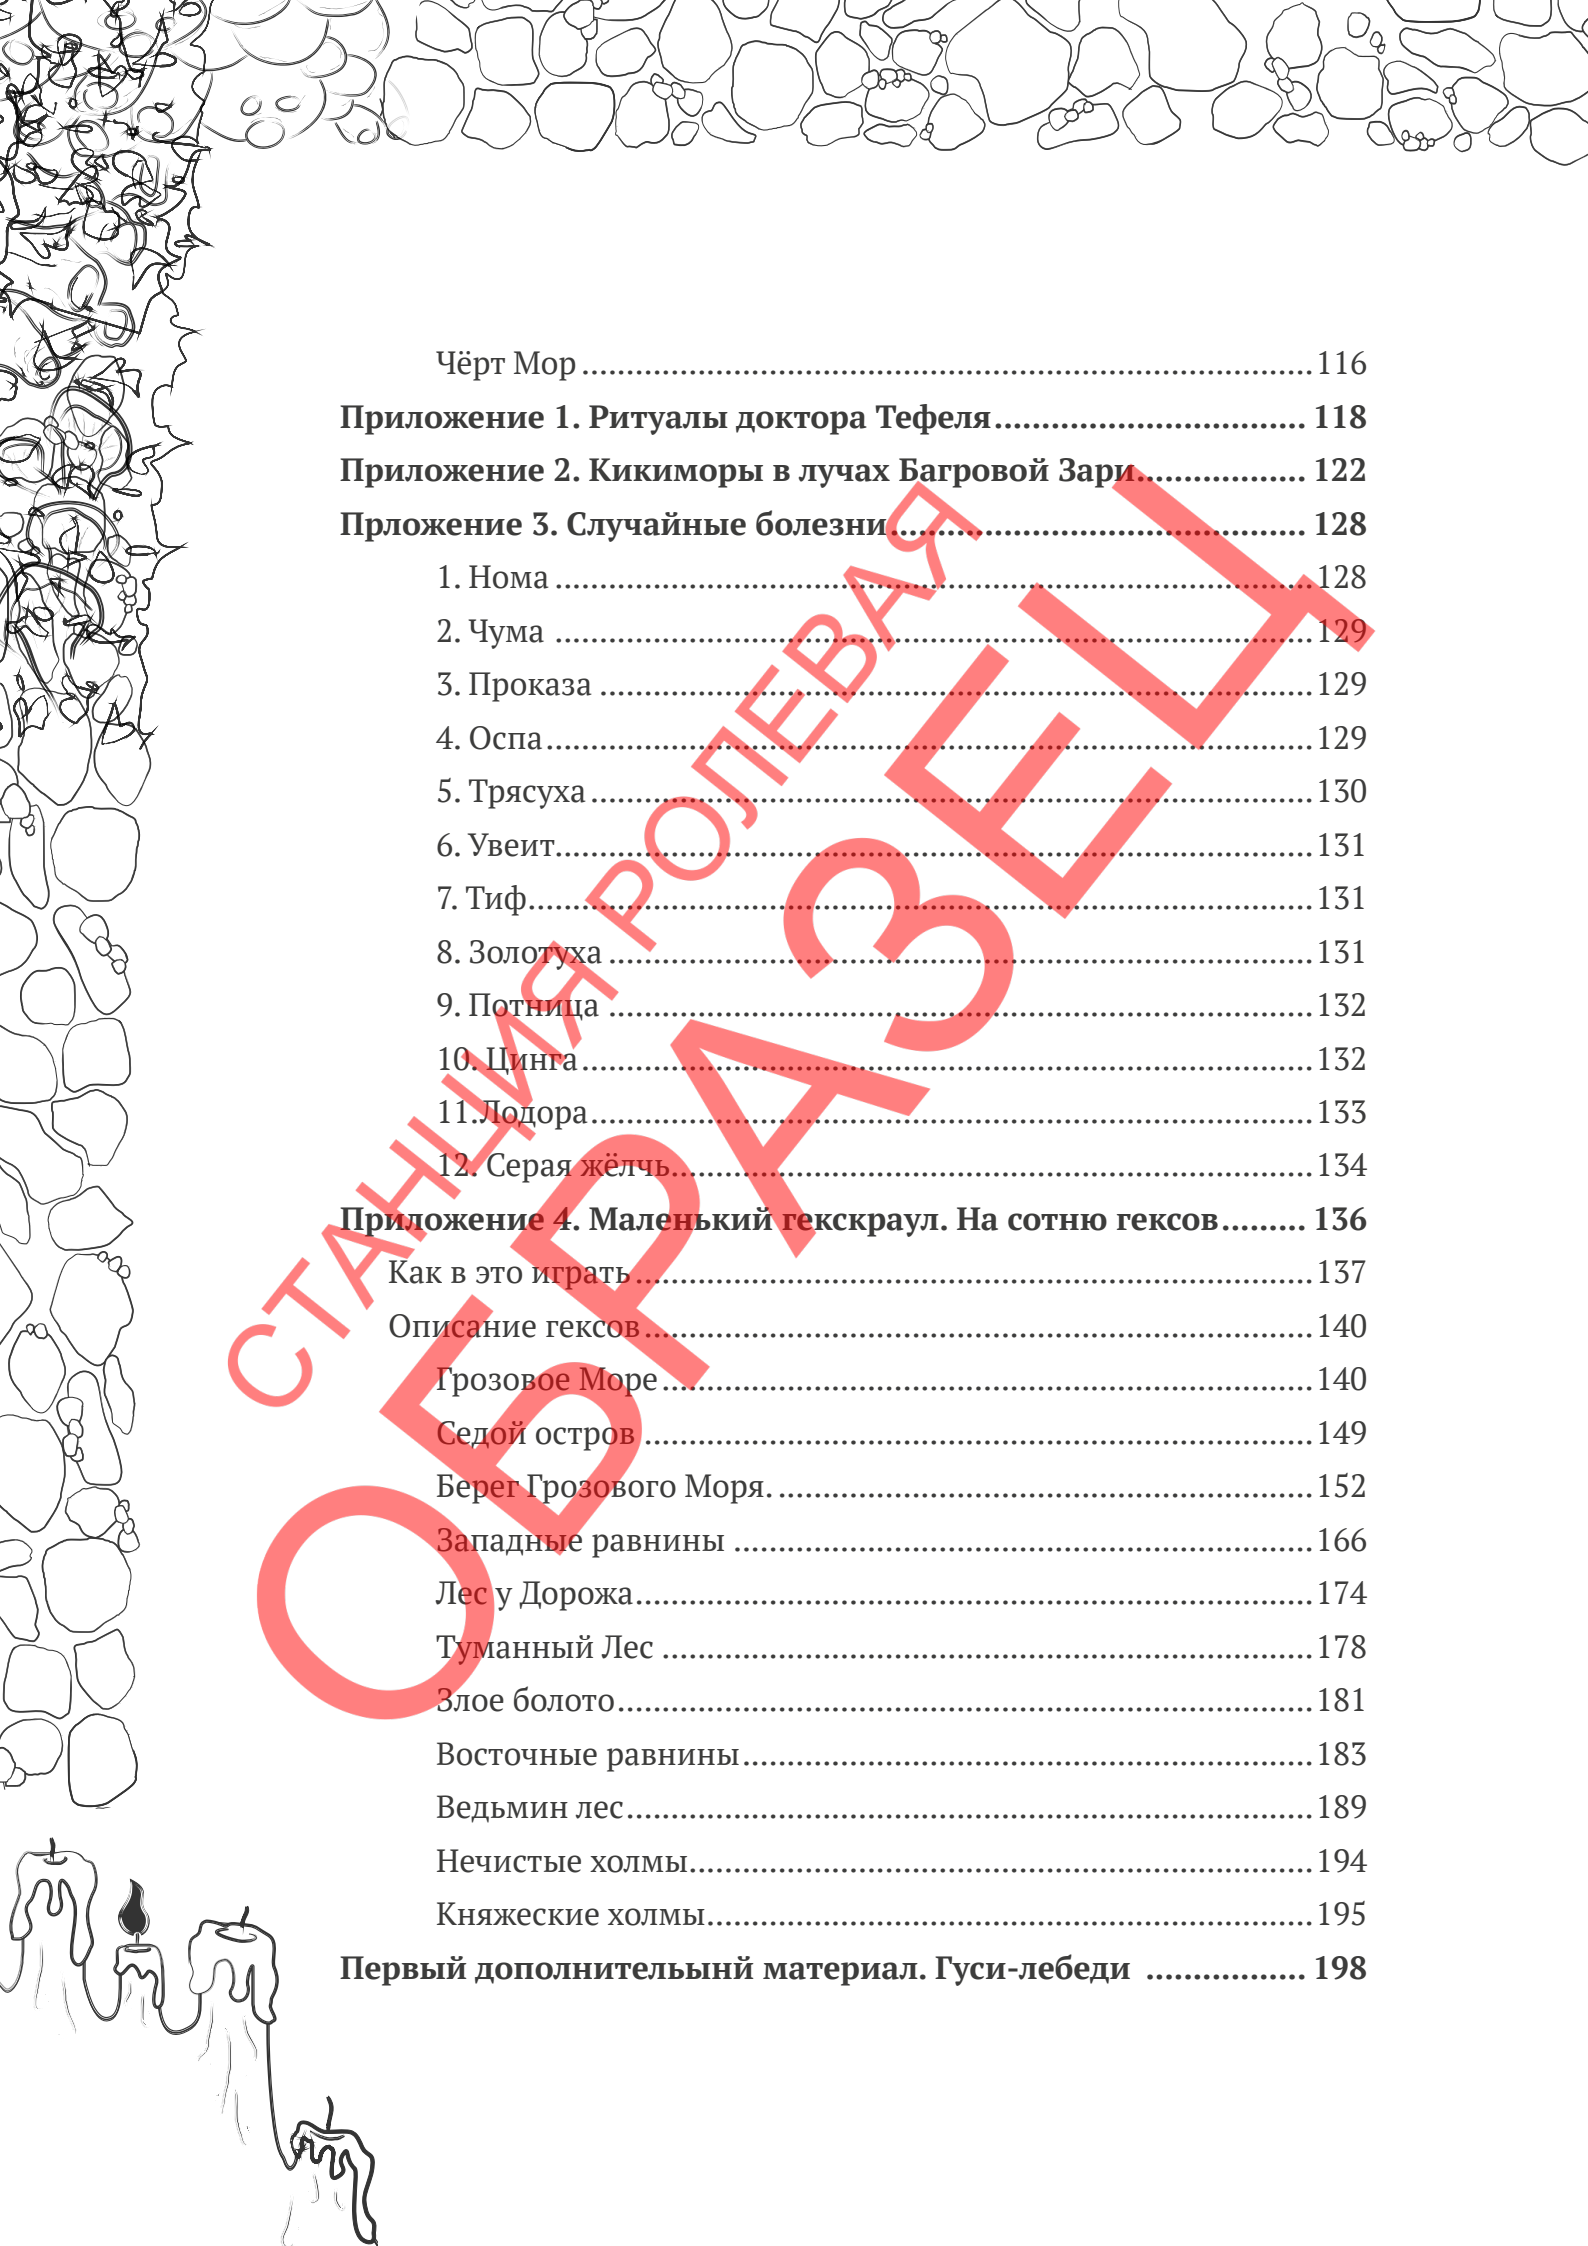 Чёрт Мор 116
Приложение 1. Ритуалы доктора Тефеля 118
Приложение 2. Кикиморы в лучах Багровой Зари 122
Прложение 3. Случайные болезни 128
1. Нома 128
2. Чума 129
3. Проказа 129
4. Оспа 129
5. Трясуха 130
6. Увеит 131
7. Тиф 131
8. Золотуха 131
9. Потница 132
10. Цинга 132
11.Лодора 133
12. Серая жёлчь 134
Приложение 4. Маленький гекскраул. На сотню гексов 136
Как в это играть 137
Описание гексов 140
Грозовое Море 140
Седой остров 149
Берег Грозового Моря. 152
Западные равнины 166
Лес у Дорожа 174
Туманный Лес 178
Злое болото 181
Восточные равнины 183
Ведьмин лес 189
Нечистые холмы 194
Княжеские холмы 195
Первый дополнительынй материал. Гуси-лебеди 198
СТАНЦИЯ РОЛЕВАЯ
ОБРАЗЕЦ